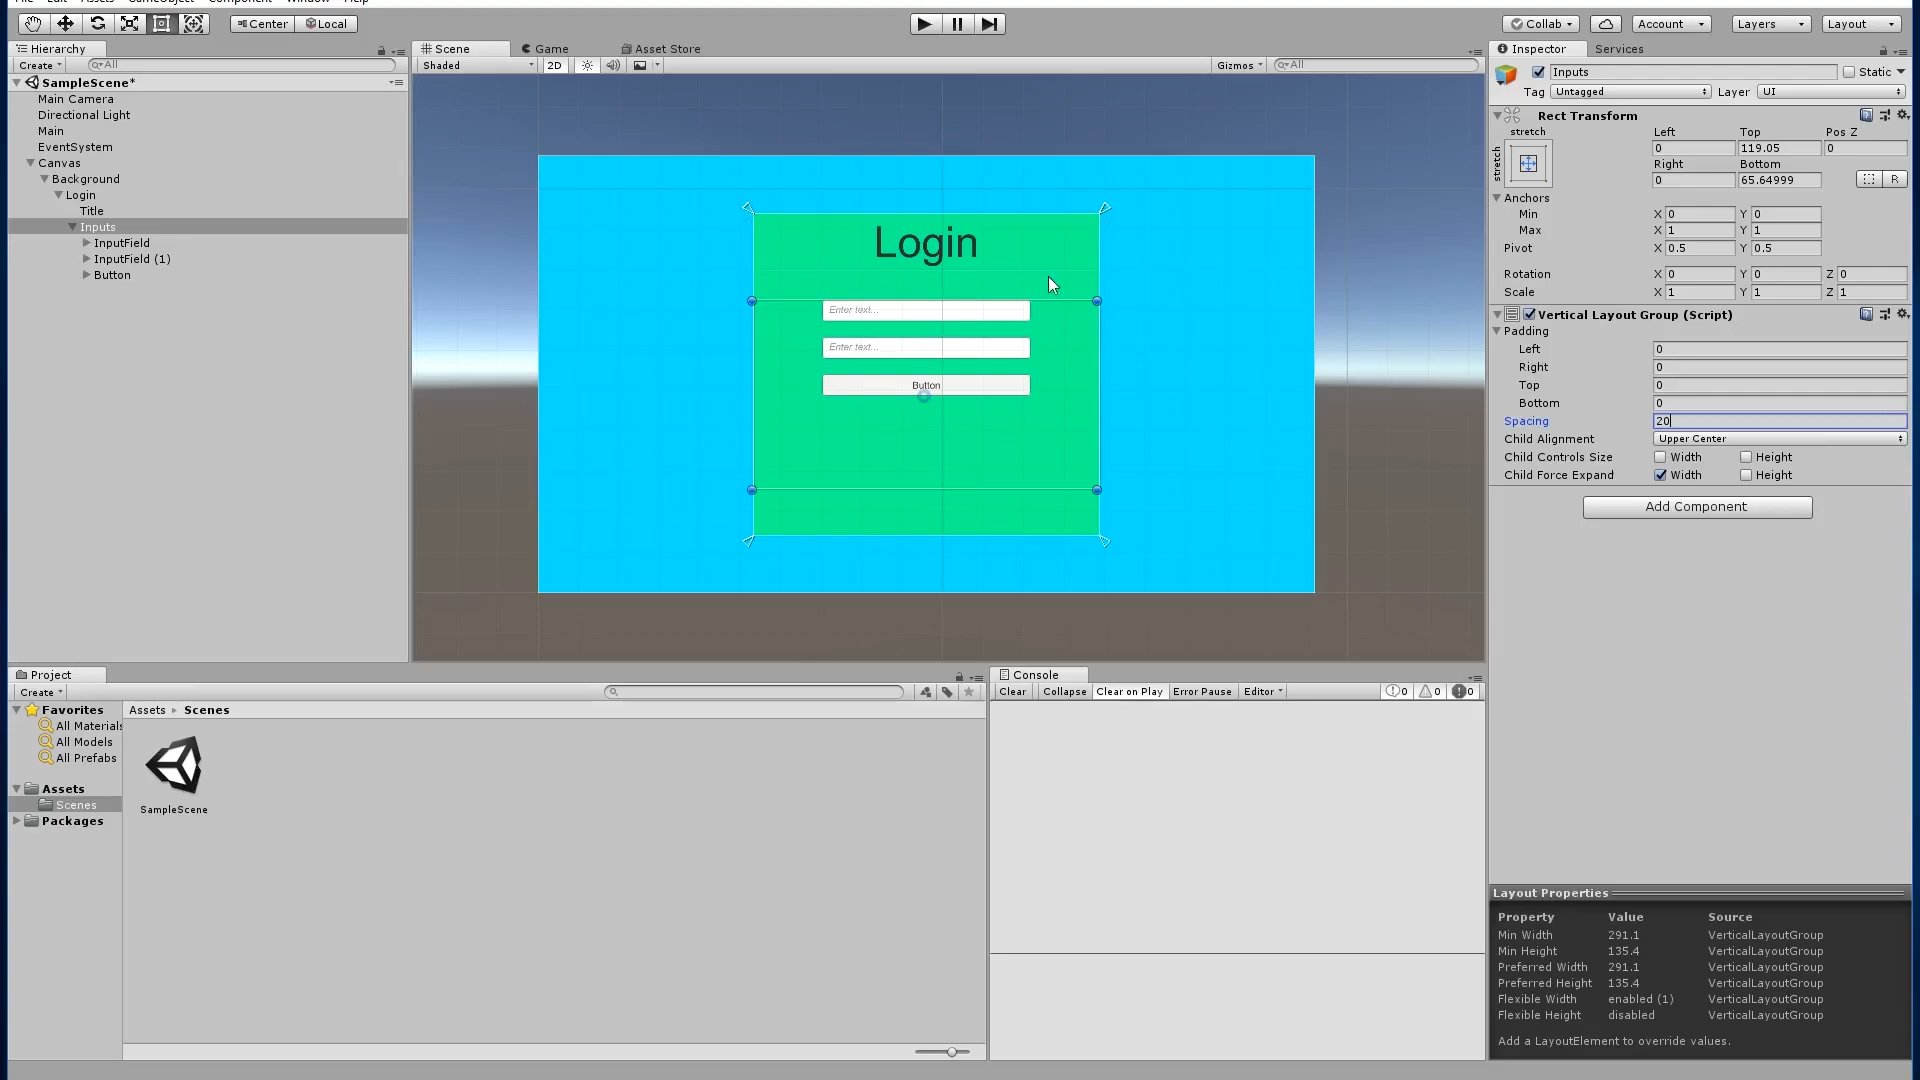 File Edit Assets GameObject Component Window Help
Center Local
Collab Account Layers Layout
Hierarchy
Create All
SampleScene*
Main Camera
Directional Light
Main
EventSystem
Canvas
Background
Login
Title
Inputs
InputField
InputField (1)
Button
Scene Game Asset Store
Shaded 2D Gizmos All
Login
Enter text...
Enter text...
Button
Inspector Services
Inputs Static
Tag Untagged Layer UI
Rect Transform
stretch Left Top Pos Z
stretch
0 119.05 0
Right Bottom
0 65.64999 R
Anchors
Min X 0 Y 0
Max X 1 Y 1
Pivot X 0.5 Y 0.5
Rotation X 0 Y 0 Z 0
Scale X 1 Y 1 Z 1
Vertical Layout Group (Script)
Padding
Left 0
Right 0
Top 0
Bottom 0
Spacing 20
Child Alignment Upper Center
Child Controls Size Width Height
Child Force Expand Width Height
Add Component
Layout Properties
Property Value Source
Min Width 291.1 VerticalLayoutGroup
Min Height 135.4 VerticalLayoutGroup
Preferred Width 291.1 VerticalLayoutGroup
Preferred Height 135.4 VerticalLayoutGroup
Flexible Width enabled (1) VerticalLayoutGroup
Flexible Height disabled VerticalLayoutGroup
Add a LayoutElement to override values.
Project
Create
Favorites
All Materials
All Models
All Prefabs
Assets
Scenes
Packages
Assets Scenes
SampleScene
Console
Clear Collapse Clear on Play Error Pause Editor 0 0 0